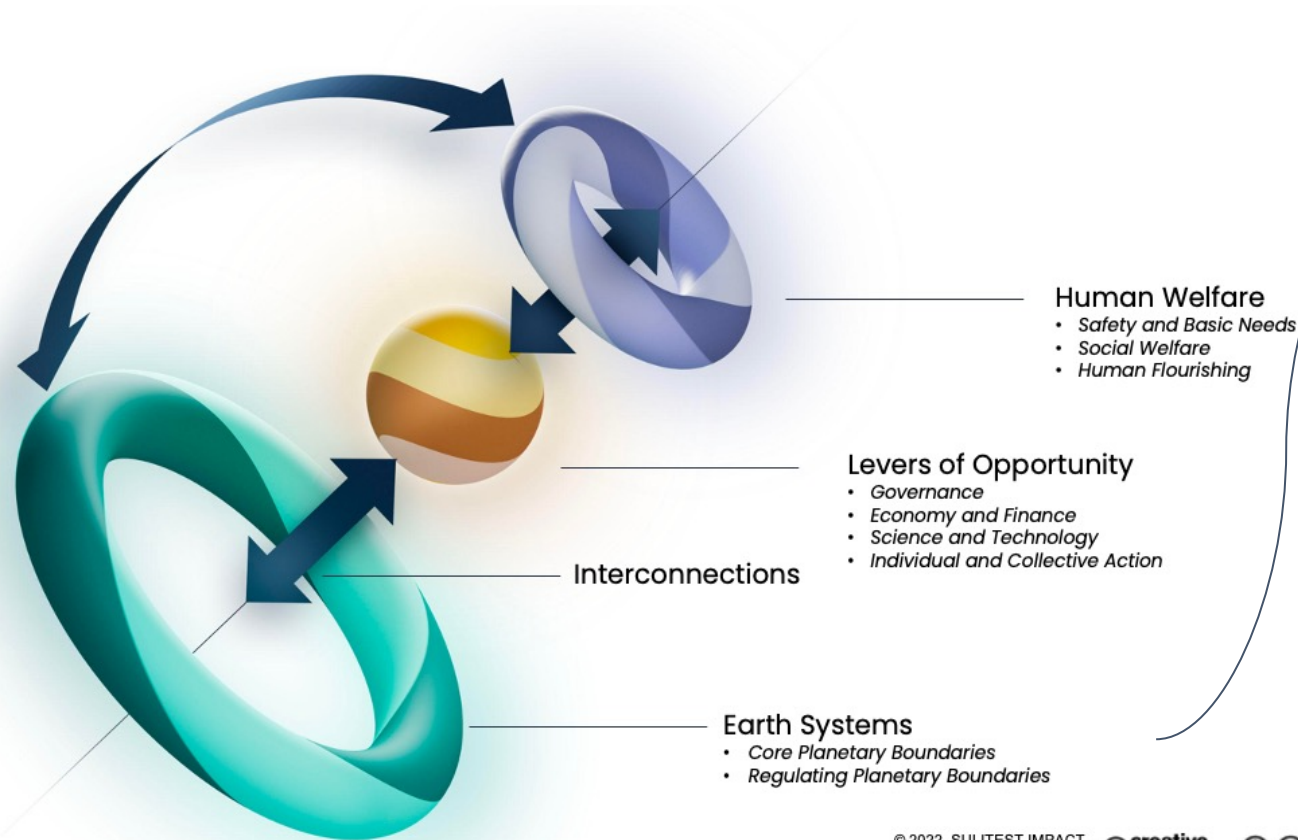 Human Welfare
• Safety and Basic Needs
• Social Welfare
• Human Flourishing
Levers of Opportunity
• Governance
• Economy and Finance
• Science and Technology
• Individual and Collective Action
Interconnections
Earth Systems
• Core Planetary Boundaries
• Regulating Planetary Boundaries
© 2022 SULITEST IMPACT creative